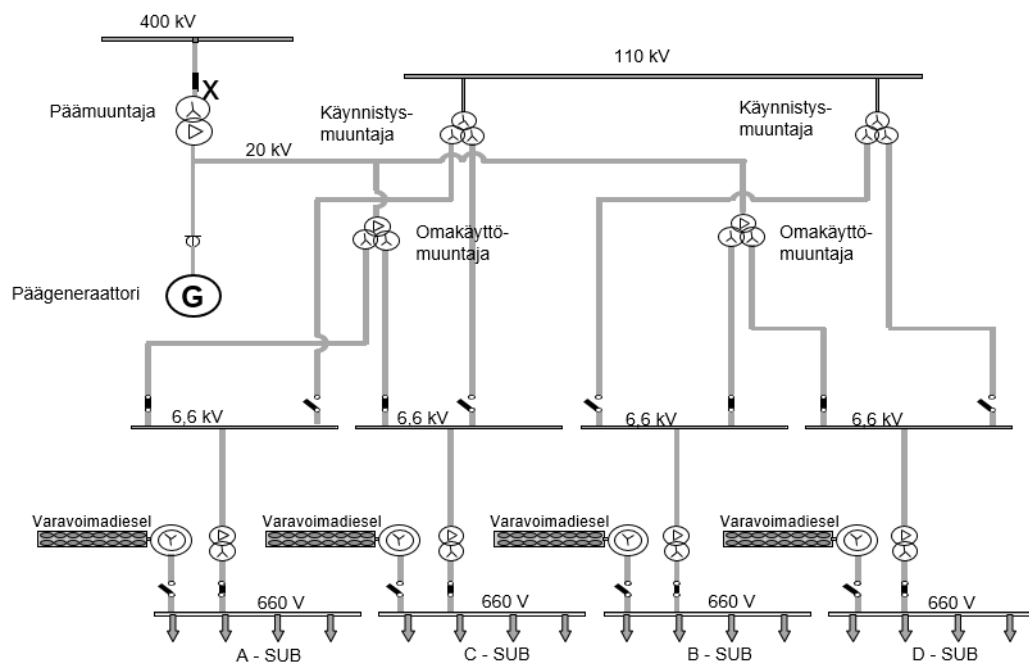 400 kV
110 kV
X
Päämuuntaja
Käynnistys-
muuntaja
Käynnistys-
muuntaja
20 kV
Omakäyttö-
muuntaja
Omakäyttö-
muuntaja
Päägeneraattori
G
6,6 kV
6,6 kV
6,6 kV
6,6 kV
Varavoimadiesel
Varavoimadiesel
Varavoimadiesel
Varavoimadiesel
660 V
660 V
660 V
660 V
A - SUB
C - SUB
B - SUB
D - SUB